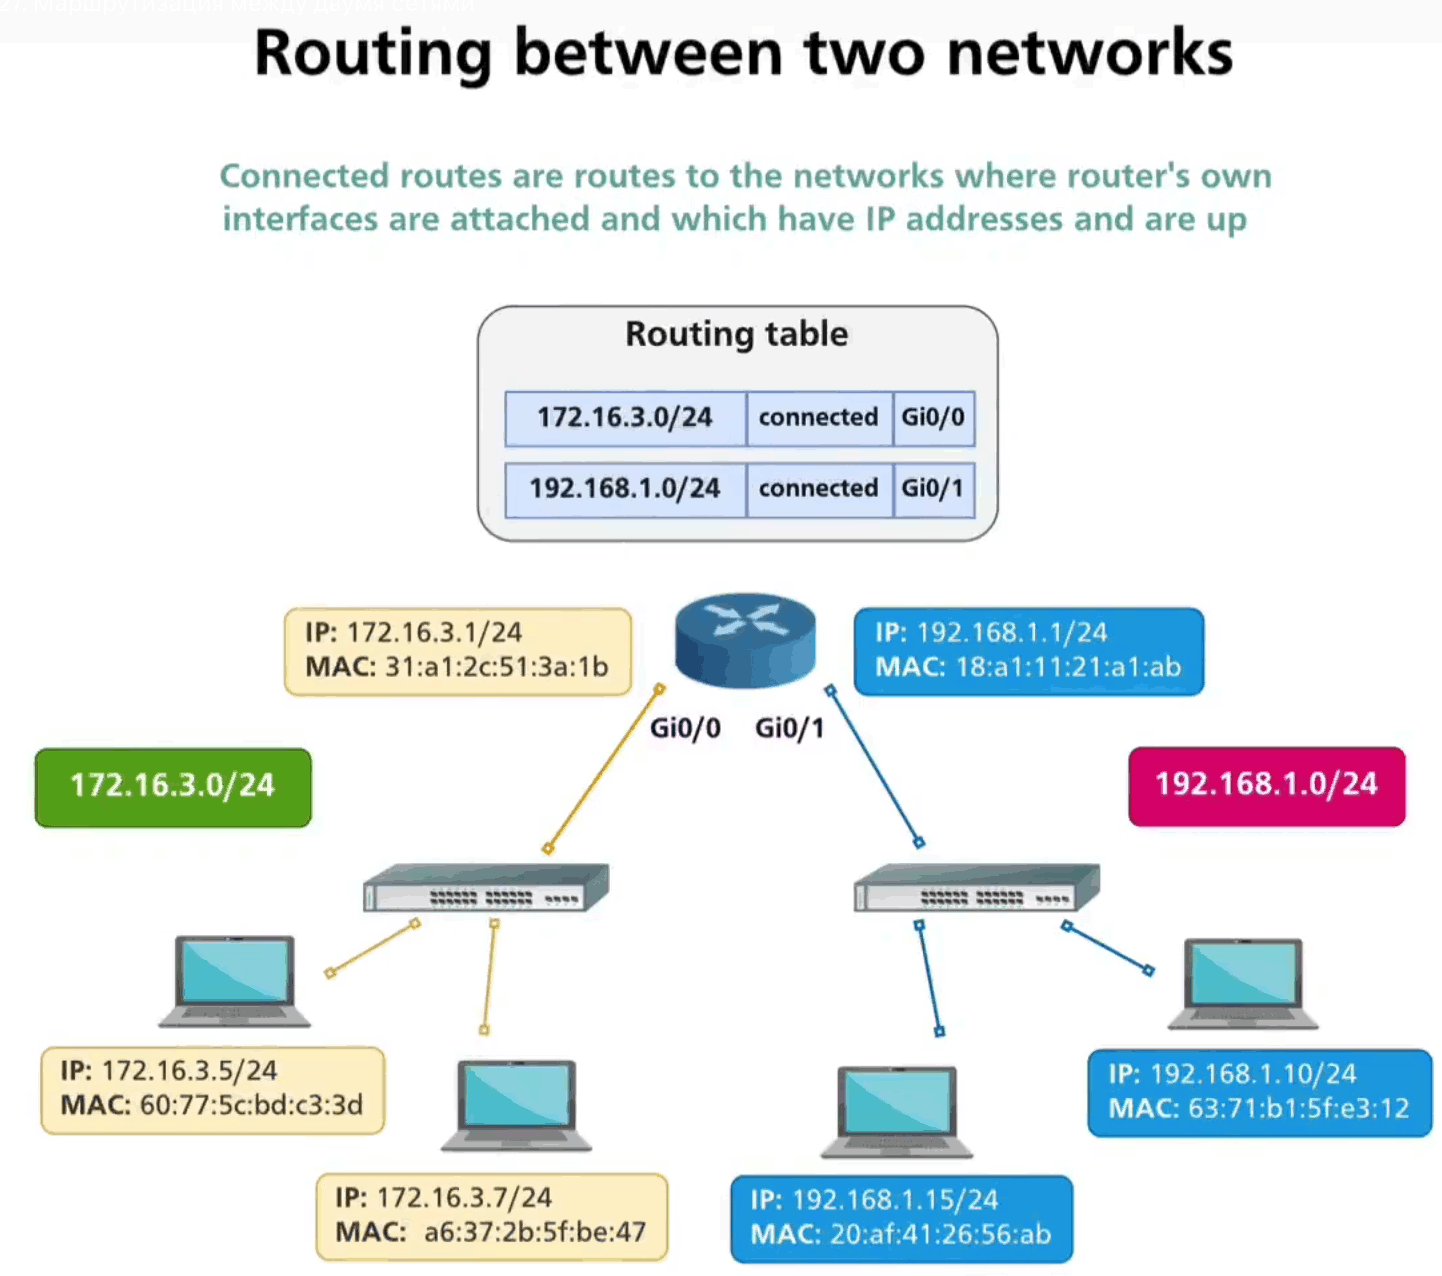 27. Маршрутизация между двумя сетями
Routing between two networks
Connected routes are routes to the networks where router's own
interfaces are attached and which have IP addresses and are up
Routing table
172.16.3.0/24 connected Gi0/0
192.168.1.0/24 connected Gi0/1
IP: 172.16.3.1/24
MAC: 31:a1:2c:51:3a:1b
IP: 192.168.1.1/24
MAC: 18:a1:11:21:a1:ab
Gi0/0 Gi0/1
172.16.3.0/24
192.168.1.0/24
IP: 172.16.3.5/24
MAC: 60:77:5c:bd:c3:3d
IP: 192.168.1.10/24
MAC: 63:71:b1:5f:e3:12
IP: 172.16.3.7/24
MAC: a6:37:2b:5f:be:47
IP: 192.168.1.15/24
MAC: 20:af:41:26:56:ab